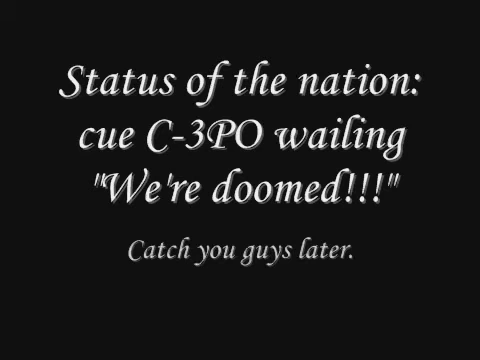 Status of the nation:
cue C-3PO wailing
"We're doomed!!!"
Catch you guys later.